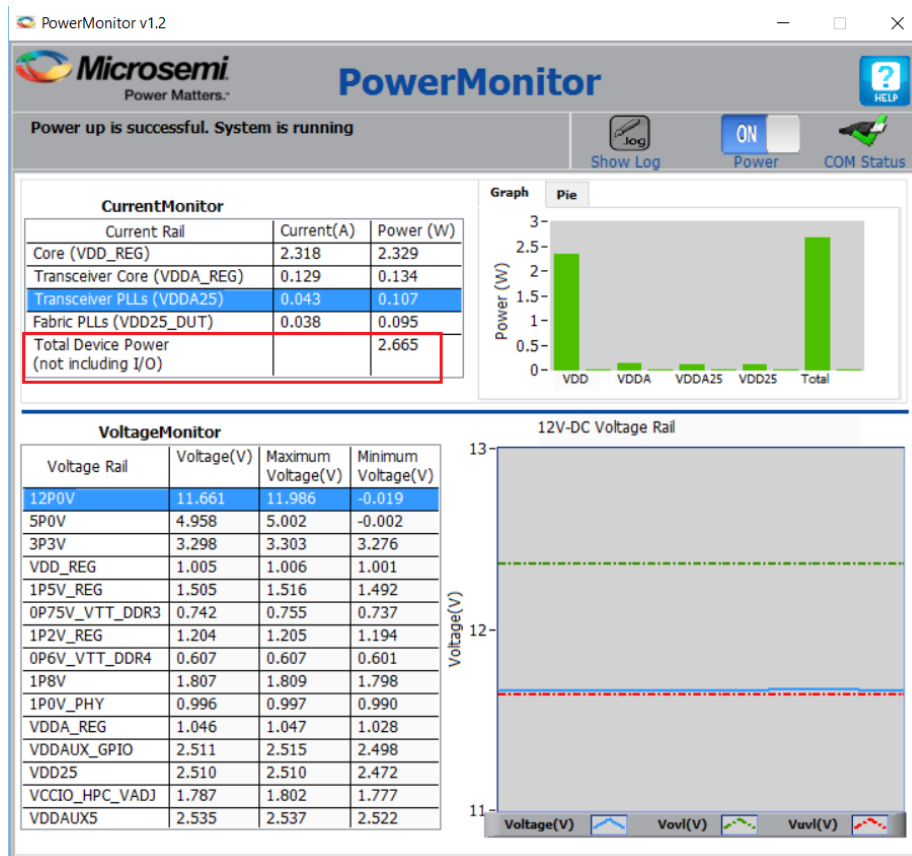 PowerMonitor v1.2
Microsemi
Power Matters.™
PowerMonitor
HELP
Power up is successful. System is running
.log
Show Log
ON
Power
COM Status
CurrentMonitor
Current Rail Current(A) Power (W)
Core (VDD_REG) 2.318 2.329
Transceiver Core (VDDA_REG) 0.129 0.134
Transceiver PLLs (VDDA25) 0.043 0.107
Fabric PLLs (VDD25_DUT) 0.038 0.095
Total Device Power 2.665
(not including I/O)
Graph Pie
Power (W)
3
2.5
2
1.5
1
0.5
0
VDD VDDA VDDA25 VDD25 Total
VoltageMonitor
Voltage Rail Voltage(V) Maximum Voltage(V) Minimum Voltage(V)
12P0V 11.661 11.986 -0.019
5P0V 4.958 5.002 -0.002
3P3V 3.298 3.303 3.276
VDD_REG 1.005 1.006 1.001
1P5V_REG 1.505 1.516 1.492
0P75V_VTT_DDR3 0.742 0.755 0.737
1P2V_REG 1.204 1.205 1.194
0P6V_VTT_DDR4 0.607 0.607 0.601
1P8V 1.807 1.809 1.798
1P0V_PHY 0.996 0.997 0.990
VDDA_REG 1.046 1.047 1.028
VDDAUX_GPIO 2.511 2.515 2.498
VDD25 2.510 2.510 2.472
VCCIO_HPC_VADJ 1.787 1.802 1.777
VDDAUX5 2.535 2.537 2.522
12V-DC Voltage Rail
Voltage(V)
13
12
11
Voltage(V) Vovl(V) Vuvl(V)